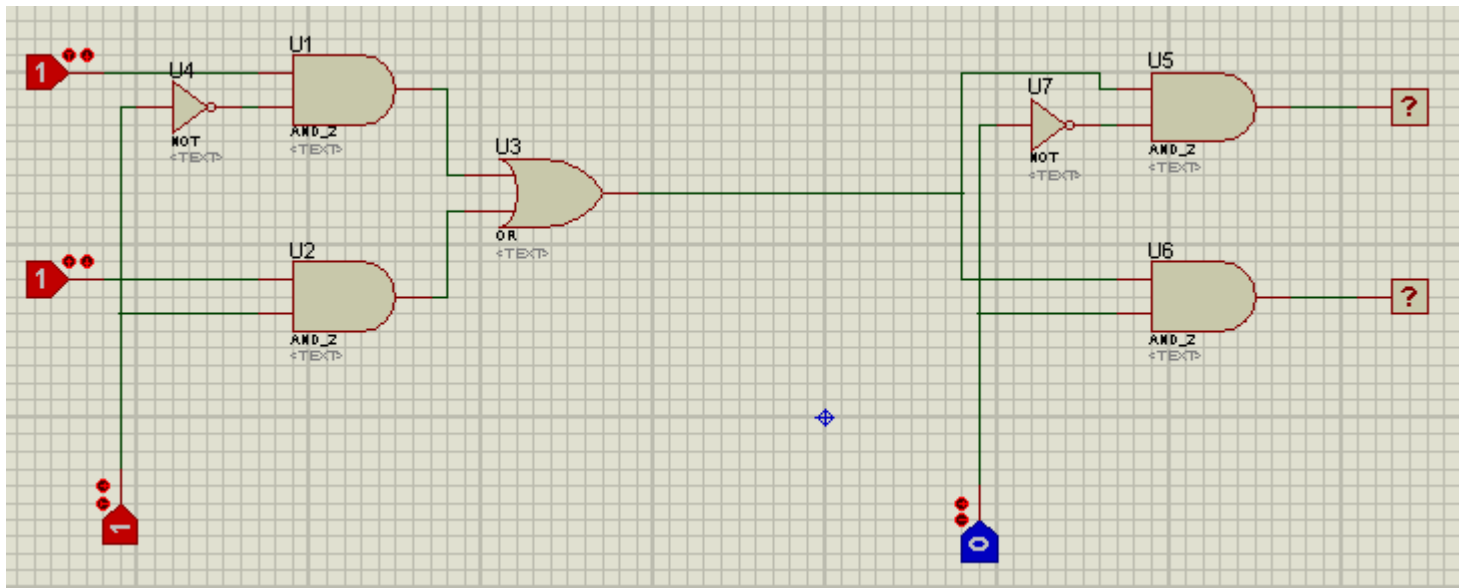 U1
U4
1
NOT
<TEXT>
AND_2
<TEXT>
U3
OR
<TEXT>
U2
1
AND_2
<TEXT>
1
U5
U7
?
NOT
<TEXT>
AND_2
<TEXT>
U6
?
AND_2
<TEXT>
0